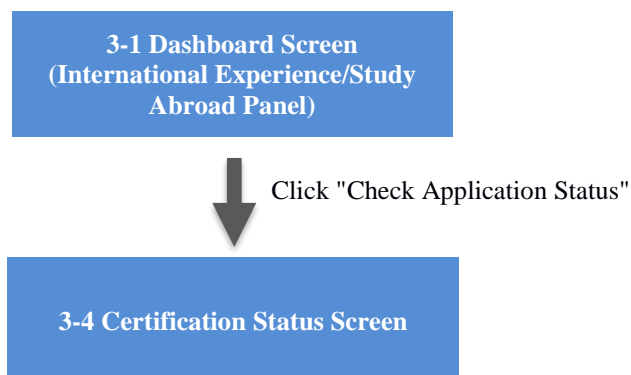 3-1 Dashboard Screen
(International Experience/Study
Abroad Panel)
Click "Check Application Status"
3-4 Certification Status Screen